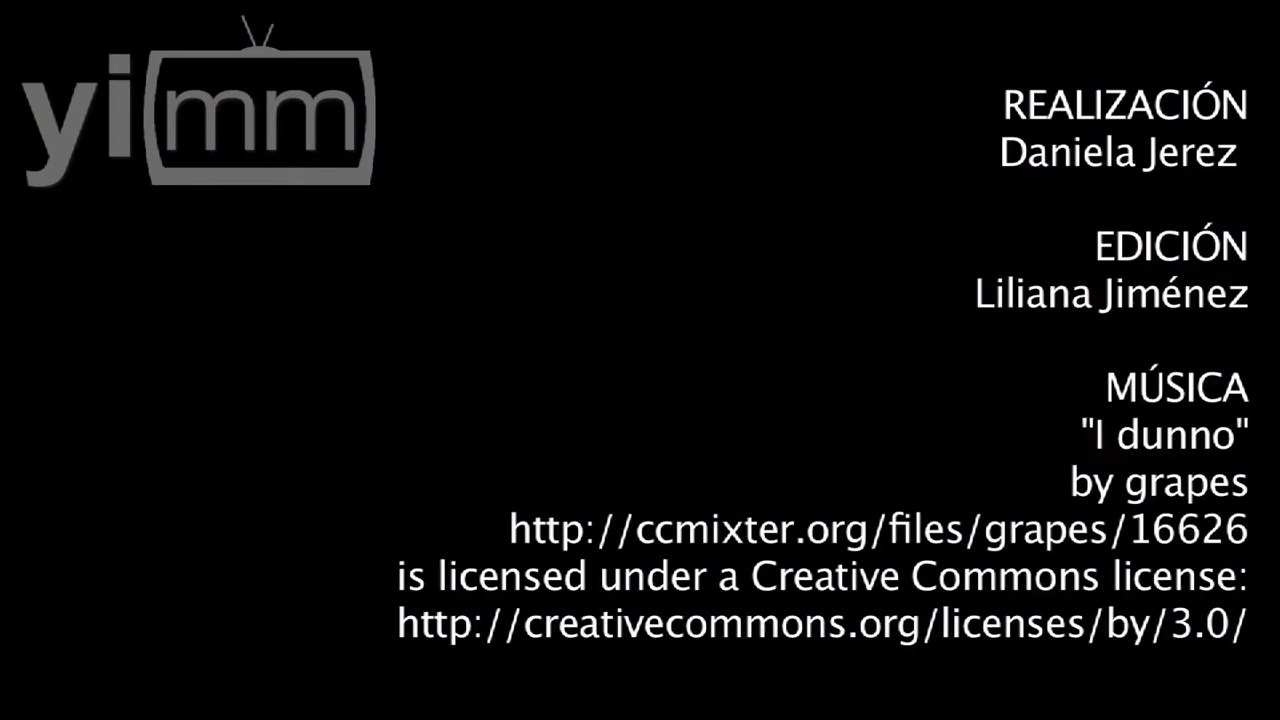 yimm
REALIZACIÓN
Daniela Jerez
EDICIÓN
Liliana Jiménez
MÚSICA
"I dunno"
by grapes
http://ccmixter.org/files/grapes/16626
is licensed under a Creative Commons license:
http://creativecommons.org/licenses/by/3.0/